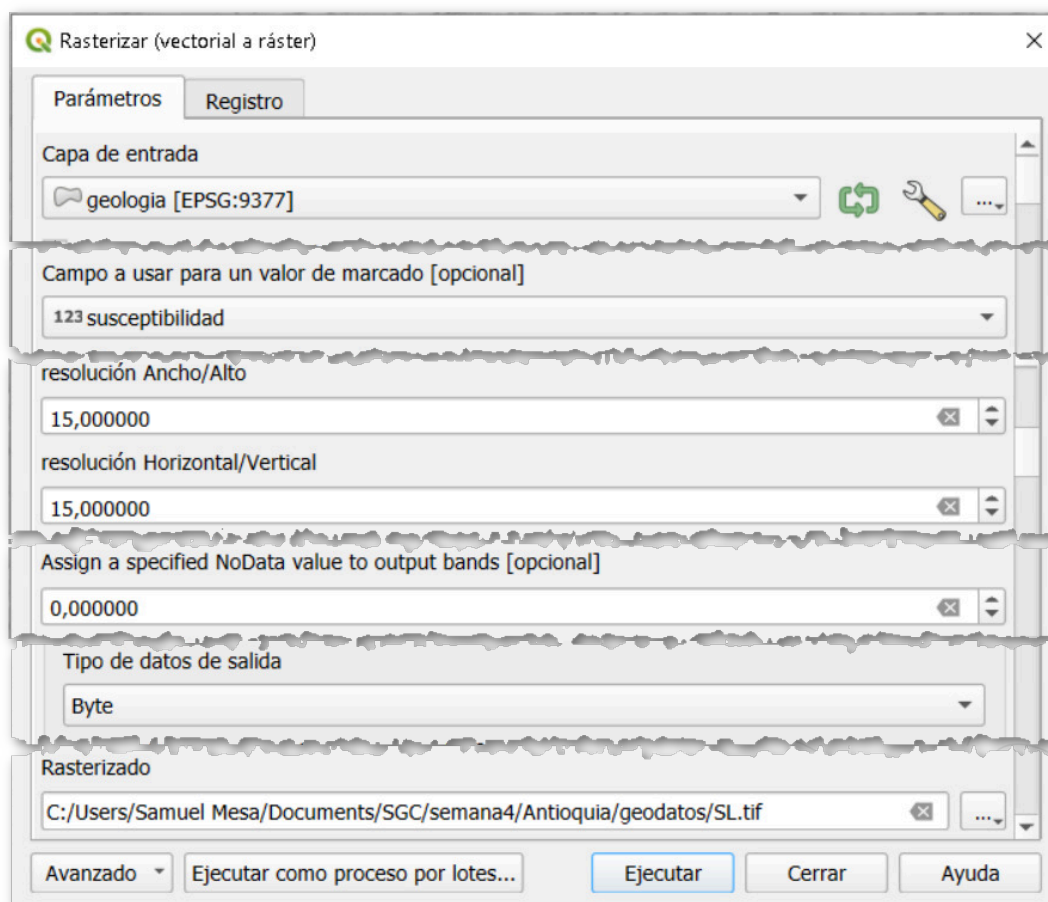 Rasterizar (vectorial a ráster)
Parámetros
Registro
Capa de entrada
geologia [EPSG:9377]
...
Campo a usar para un valor de marcado [opcional]
123 susceptibilidad
resolución Ancho/Alto
15,000000
resolución Horizontal/Vertical
15,000000
Assign a specified NoData value to output bands [opcional]
0,000000
Tipo de datos de salida
Byte
Rasterizado
C:/Users/Samuel Mesa/Documents/SGC/semana4/Antioquia/geodatos/SL.tif
...
Avanzado Ejecutar como proceso por lotes... Ejecutar Cerrar Ayuda